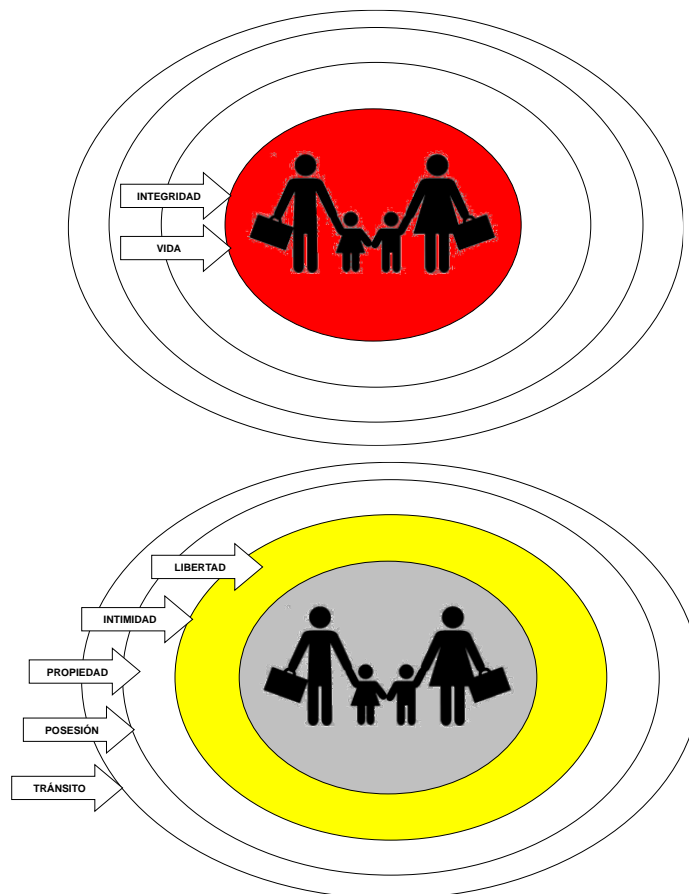 INTEGRIDAD
VIDA
LIBERTAD
INTIMIDAD
PROPIEDAD
POSESIÓN
TRÁNSITO